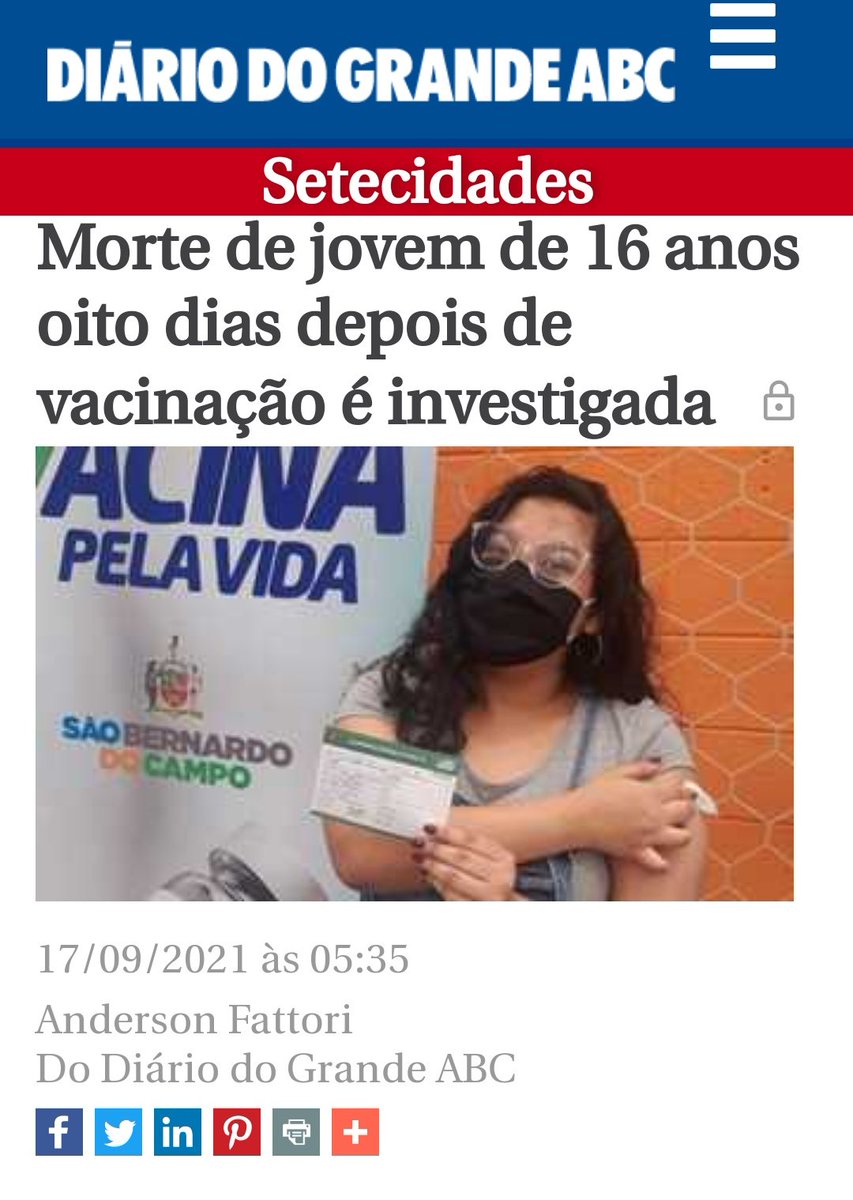 DIÁRIO DO GRANDE ABC
Setecidades
Morte de jovem de 16 anos
oito dias depois de
vacinação é investigada
ACINA
PELA VIDA
SÃO BERNARDO
DO CAMPO
17/09/2021 às 05:35
Anderson Fattori
Do Diário do Grande ABC